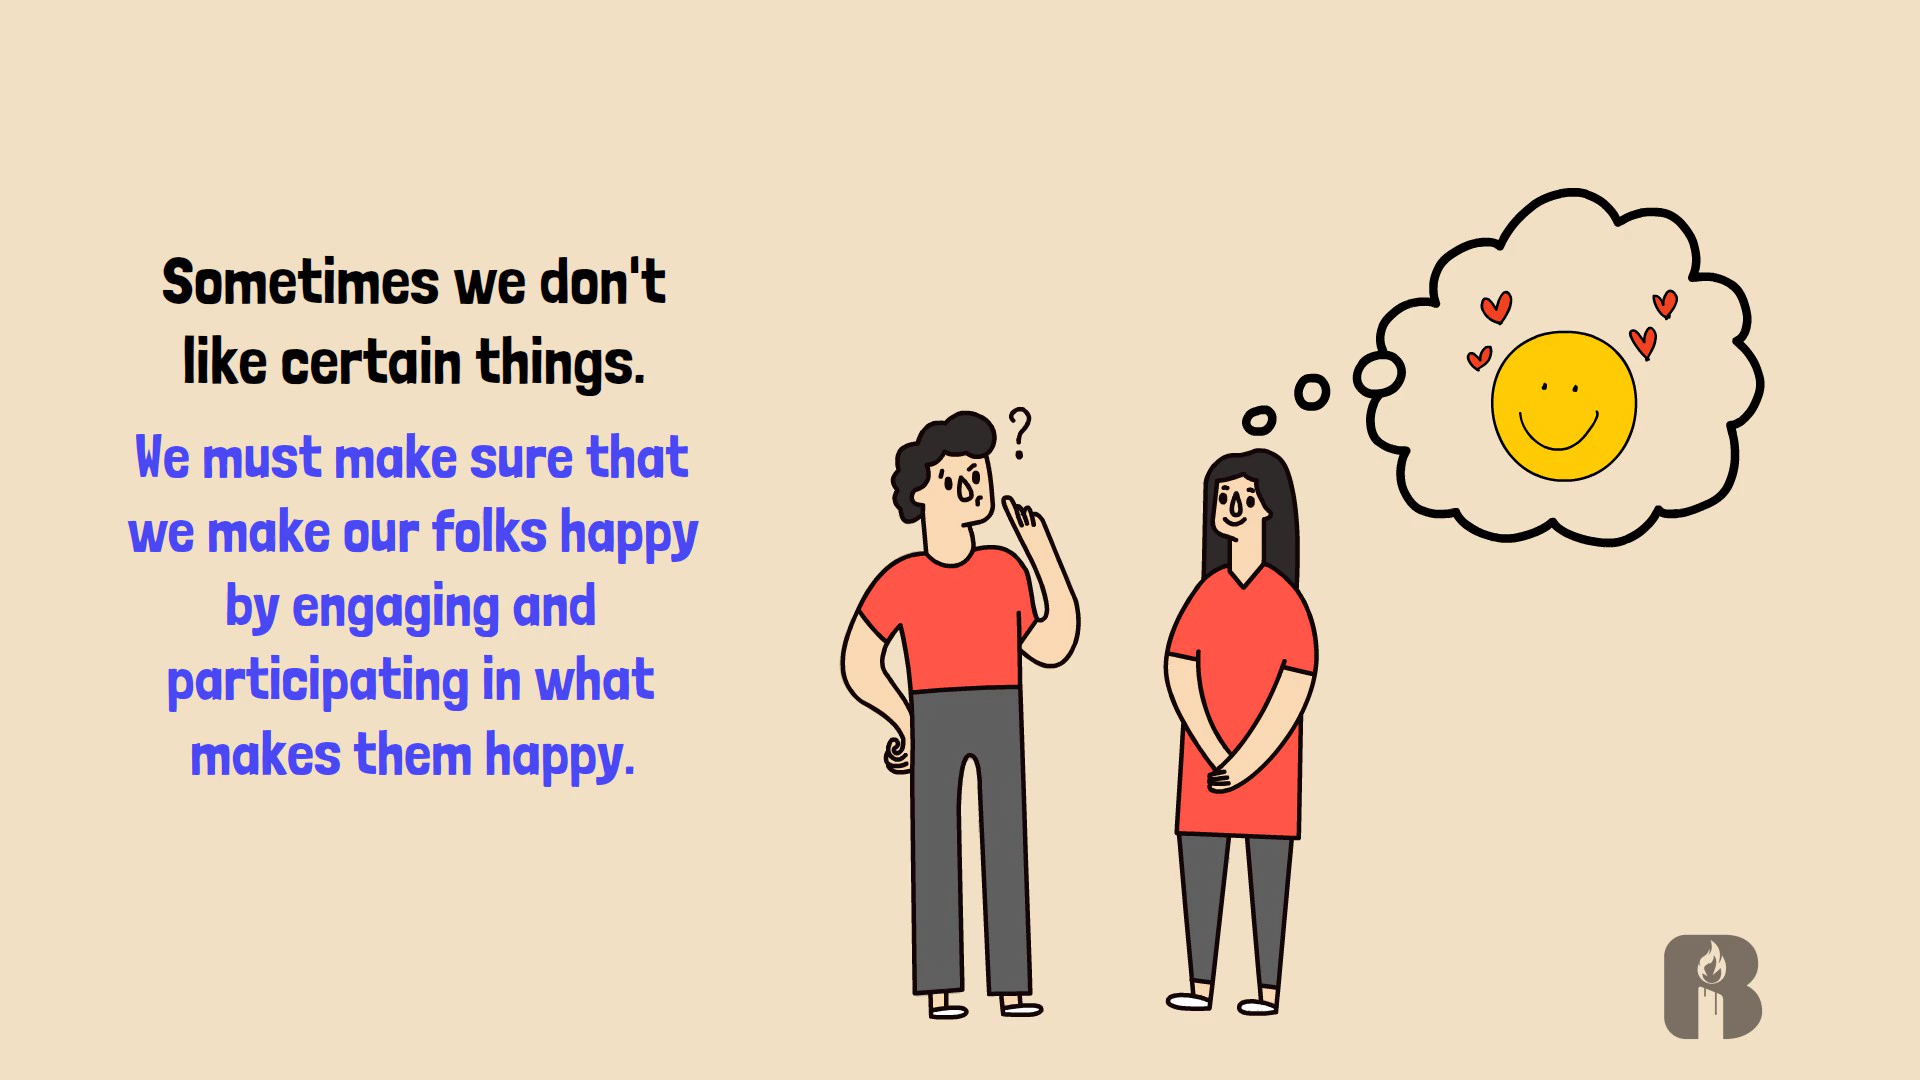 Sometimes we don't
like certain things.
We must make sure that
we make our folks happy
by engaging and
participating in what
makes them happy.
?
B